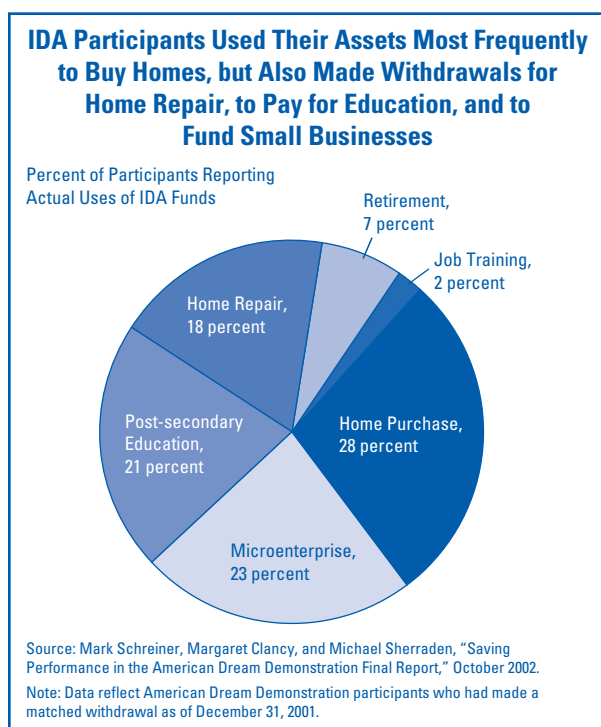 IDA Participants Used Their Assets Most Frequently
to Buy Homes, but Also Made Withdrawals for
Home Repair, to Pay for Education, and to
Fund Small Businesses
Percent of Participants Reporting
Actual Uses of IDA Funds
Retirement,
7 percent
Job Training,
2 percent
Home Repair,
18 percent
Home Purchase,
28 percent
Post-secondary
Education,
21 percent
Microenterprise,
23 percent
Source: Mark Schreiner, Margaret Clancy, and Michael Sherraden, “Saving
Performance in the American Dream Demonstration Final Report,” October 2002.
Note: Data reflect American Dream Demonstration participants who had made a
matched withdrawal as of December 31, 2001.